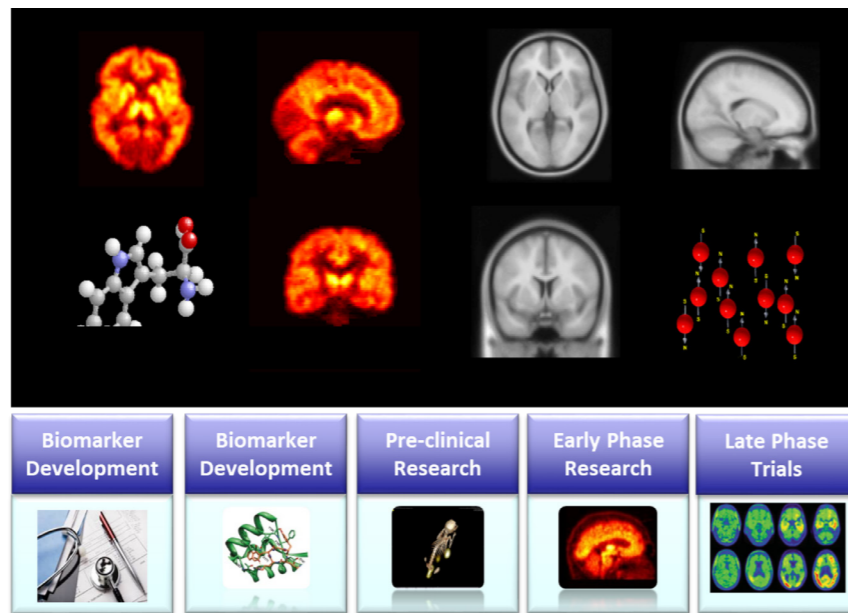 Biomarker
Development
Biomarker
Development
Pre-clinical
Research
Early Phase
Research
Late Phase
Trials